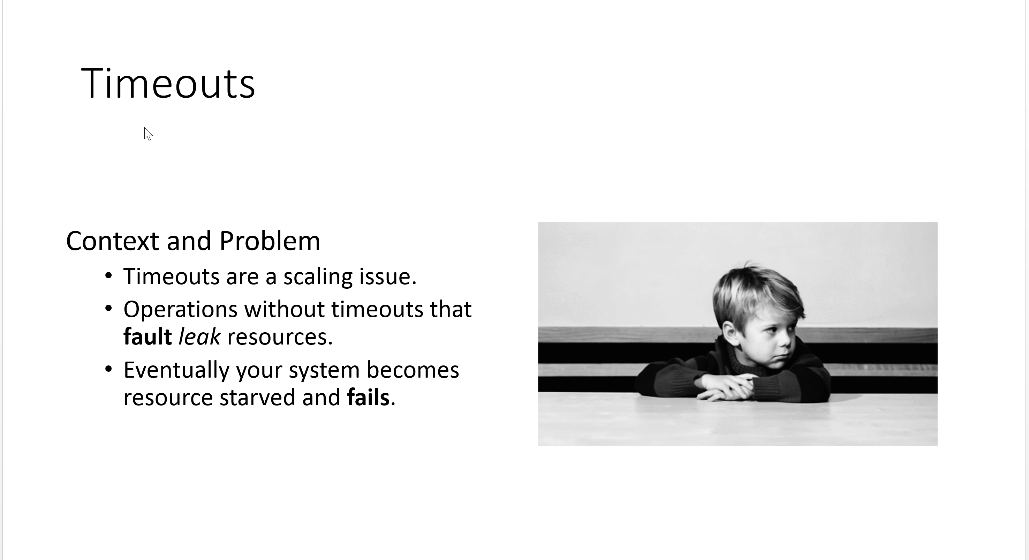 Timeouts
Context and Problem
• Timeouts are a scaling issue.
• Operations without timeouts that
fault leak resources.
• Eventually your system becomes
resource starved and fails.